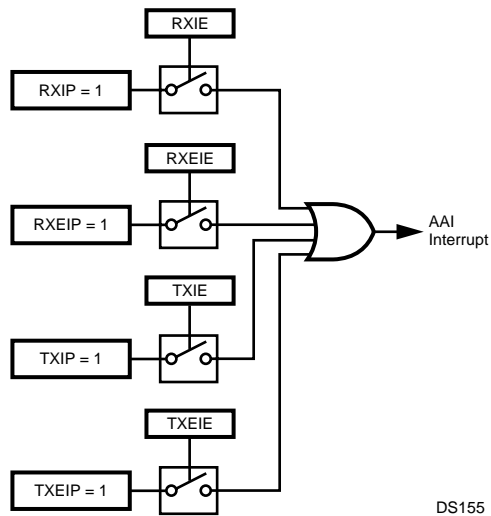 RXIE
RXIP = 1
RXEIE
RXEIP = 1
AAI
Interrupt
TXIE
TXIP = 1
TXEIE
TXEIP = 1
DS155